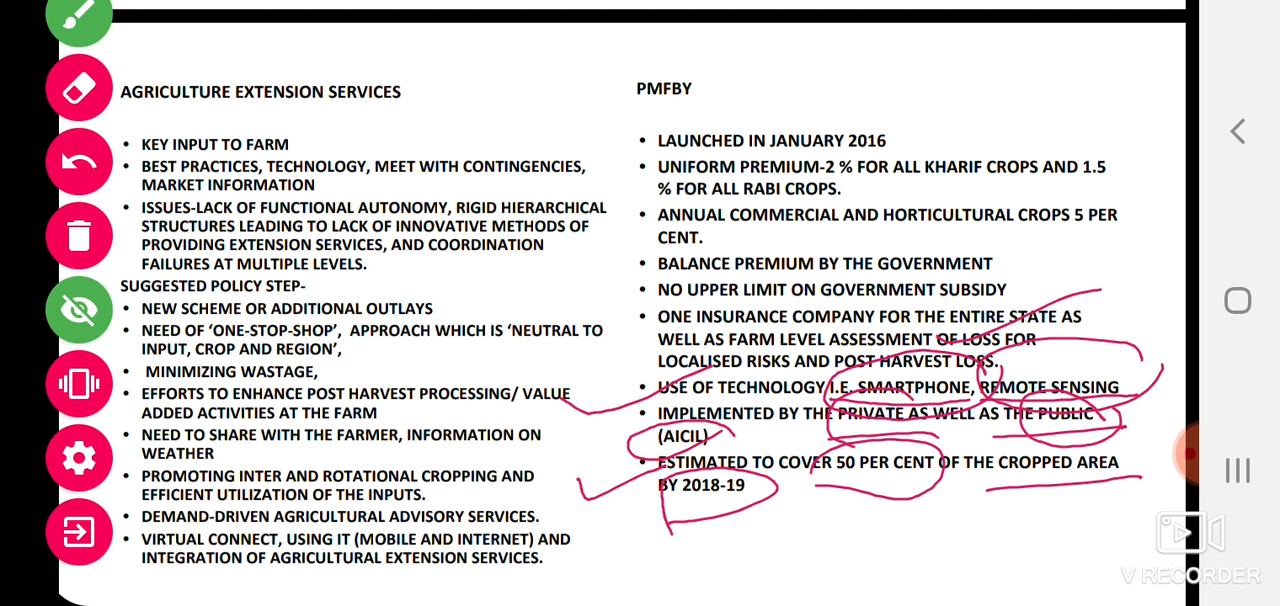 AGRICULTURE EXTENSION SERVICES
• KEY INPUT TO FARM
• BEST PRACTICES, TECHNOLOGY, MEET WITH CONTINGENCIES,
MARKET INFORMATION
• ISSUES-LACK OF FUNCTIONAL AUTONOMY, RIGID HIERARCHICAL
STRUCTURES LEADING TO LACK OF INNOVATIVE METHODS OF
PROVIDING EXTENSION SERVICES, AND COORDINATION
FAILURES AT MULTIPLE LEVELS.
SUGGESTED POLICY STEP-
• NEW SCHEME OR ADDITIONAL OUTLAYS
• NEED OF ‘ONE-STOP-SHOP’, APPROACH WHICH IS ‘NEUTRAL TO
INPUT, CROP AND REGION’,
• MINIMIZING WASTAGE,
• EFFORTS TO ENHANCE POST HARVEST PROCESSING/ VALUE
ADDED ACTIVITIES AT THE FARM
• NEED TO SHARE WITH THE FARMER, INFORMATION ON
WEATHER
• PROMOTING INTER AND ROTATIONAL CROPPING AND
EFFICIENT UTILIZATION OF THE INPUTS.
• DEMAND-DRIVEN AGRICULTURAL ADVISORY SERVICES.
• VIRTUAL CONNECT, USING IT (MOBILE AND INTERNET) AND
INTEGRATION OF AGRICULTURAL EXTENSION SERVICES.
PMFBY
• LAUNCHED IN JANUARY 2016
• UNIFORM PREMIUM-2 % FOR ALL KHARIF CROPS AND 1.5
% FOR ALL RABI CROPS.
• ANNUAL COMMERCIAL AND HORTICULTURAL CROPS 5 PER
CENT.
• BALANCE PREMIUM BY THE GOVERNMENT
• NO UPPER LIMIT ON GOVERNMENT SUBSIDY
• ONE INSURANCE COMPANY FOR THE ENTIRE STATE AS
WELL AS FARM LEVEL ASSESSMENT OF LOSS FOR
LOCALISED RISKS AND POST HARVEST LOSS.
• USE OF TECHNOLOGY I.E. SMARTPHONE, REMOTE SENSING
• IMPLEMENTED BY THE PRIVATE AS WELL AS THE PUBLIC
(AICIL)
• ESTIMATED TO COVER 50 PER CENT OF THE CROPPED AREA
BY 2018-19
V RECORDER